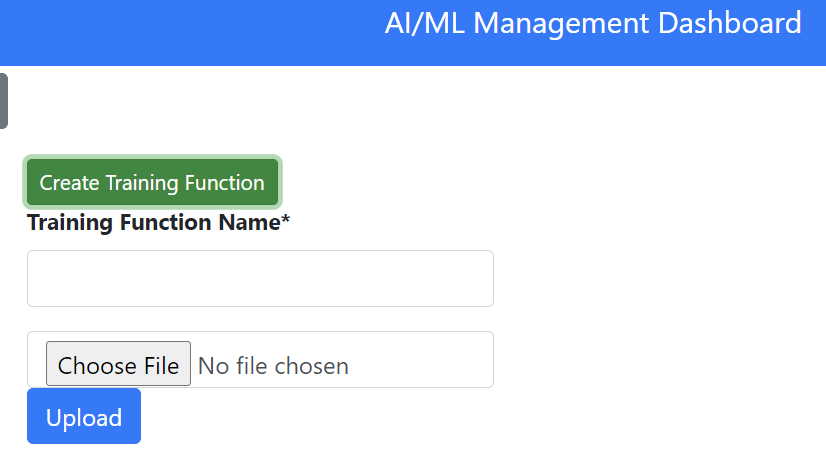 AI/ML Management Dashboard
Create Training Function
Training Function Name*
Choose File No file chosen
Upload